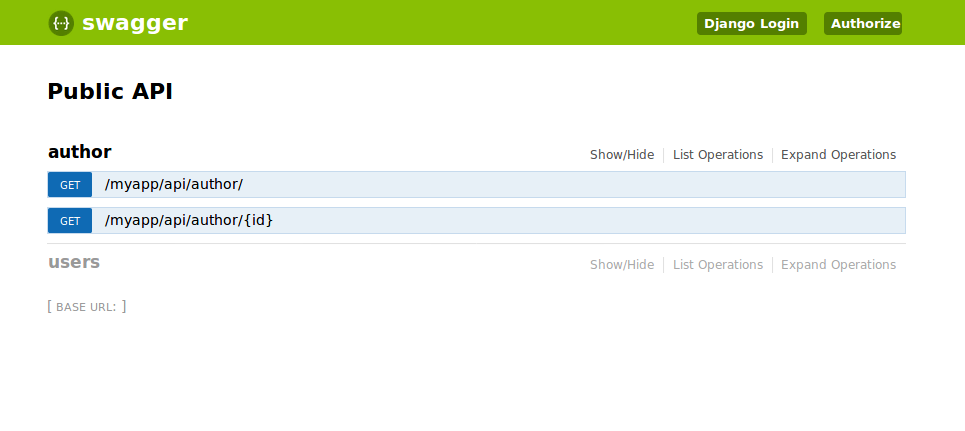 {···} swagger Django Login Authorize
Public API
author Show/Hide List Operations Expand Operations
GET /myapp/api/author/
GET /myapp/api/author/{id}
users Show/Hide List Operations Expand Operations
[ BASE URL: ]